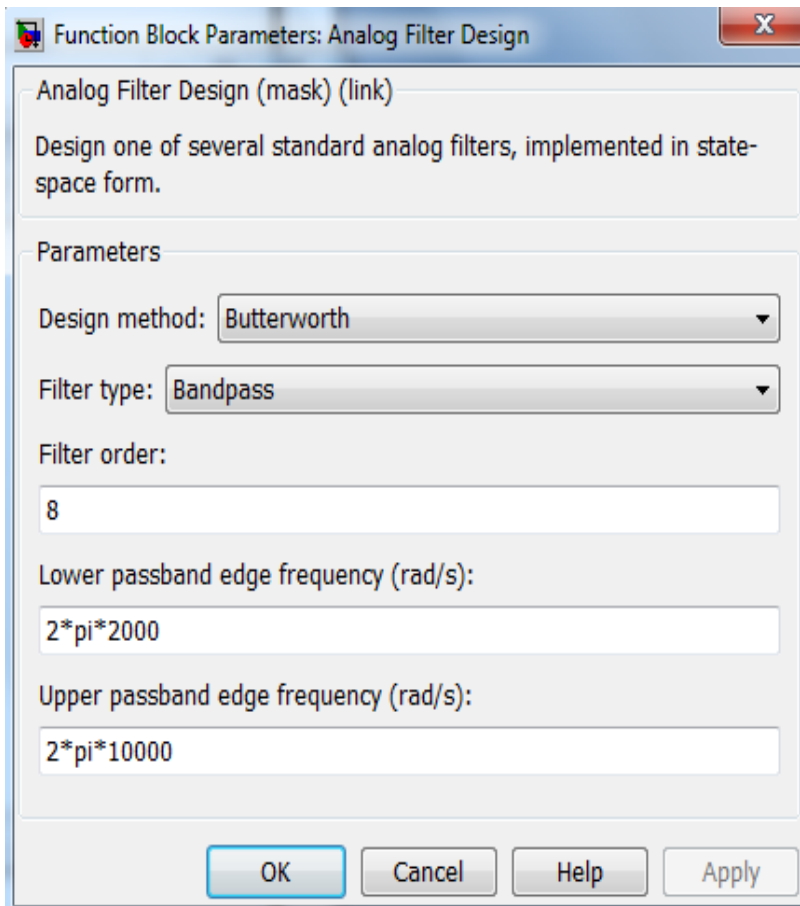 Function Block Parameters: Analog Filter Design
Analog Filter Design (mask) (link)
Design one of several standard analog filters, implemented in state-
space form.
Parameters
Design method: Butterworth
Filter type: Bandpass
Filter order:
8
Lower passband edge frequency (rad/s):
2*pi*2000
Upper passband edge frequency (rad/s):
2*pi*10000
OK Cancel Help Apply